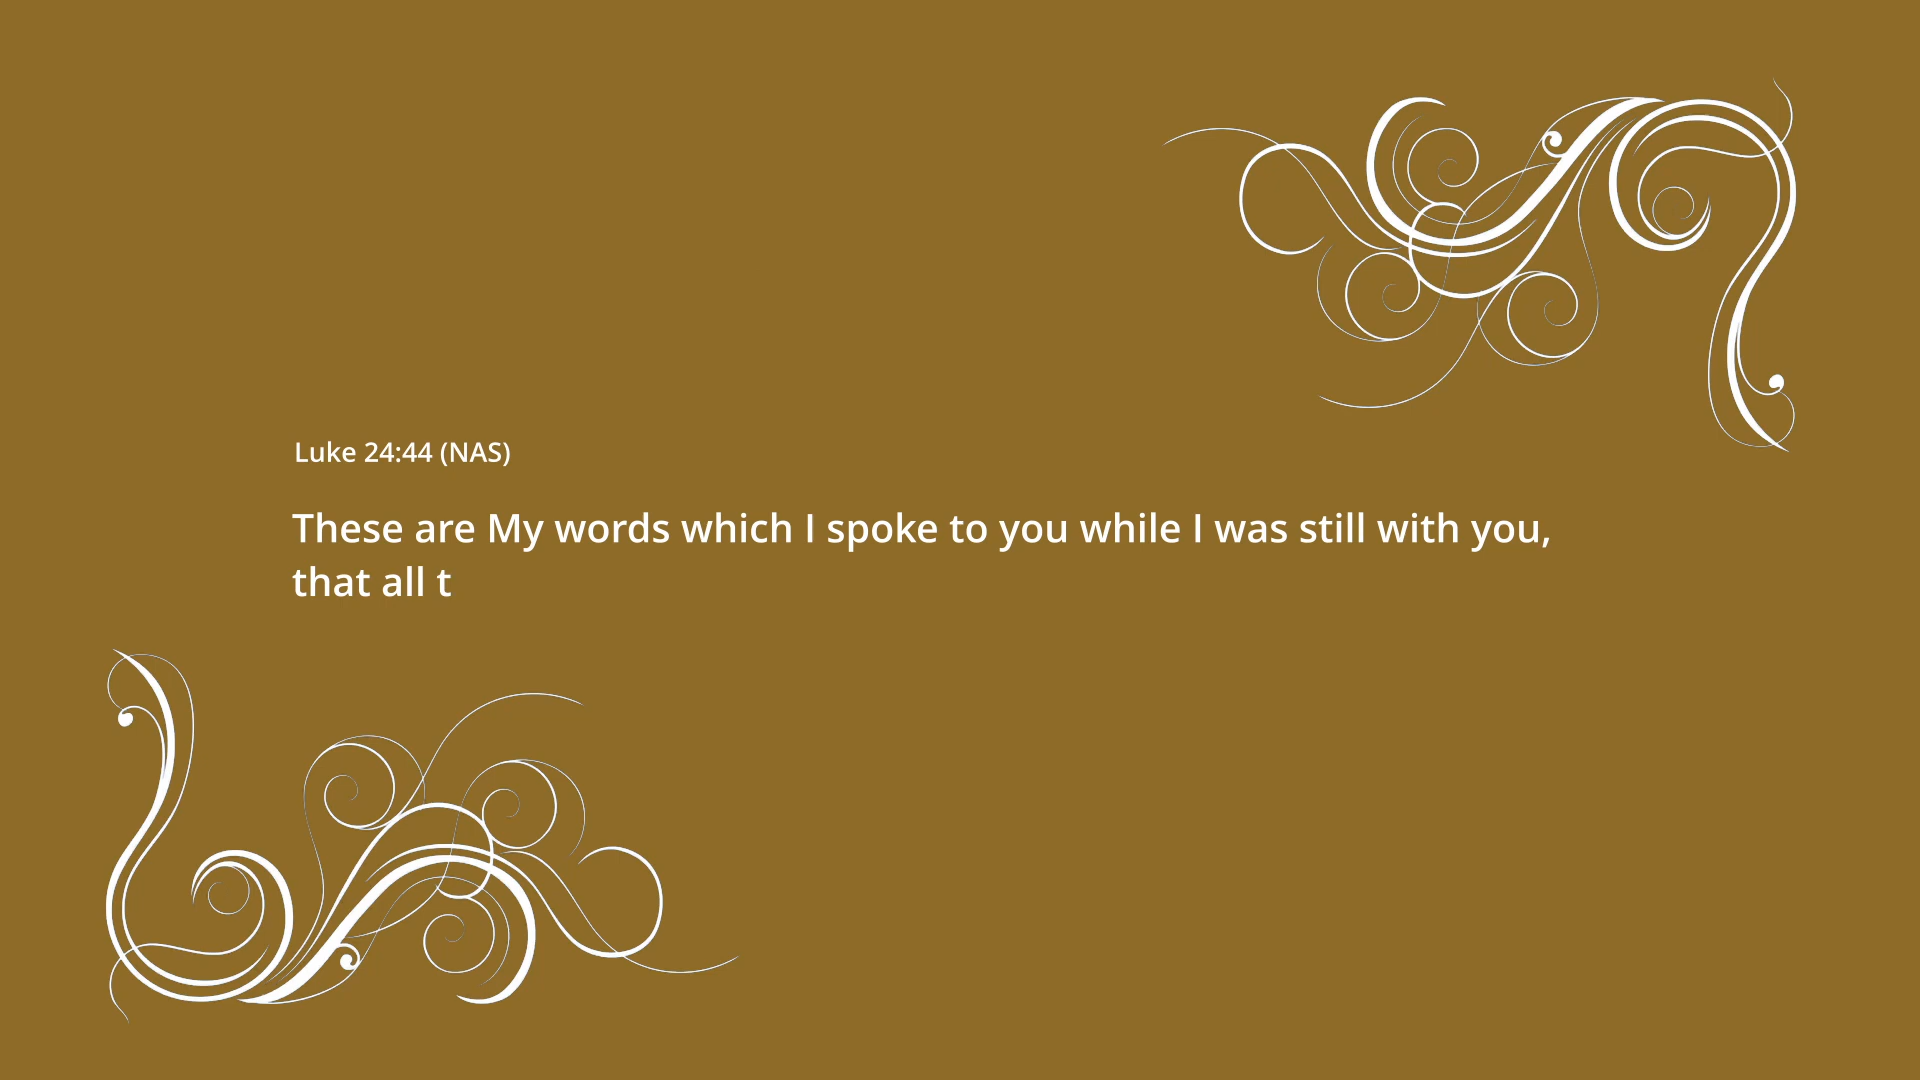 Luke 24:44 (NAS)
These are My words which I spoke to you while I was still with you,
that all t